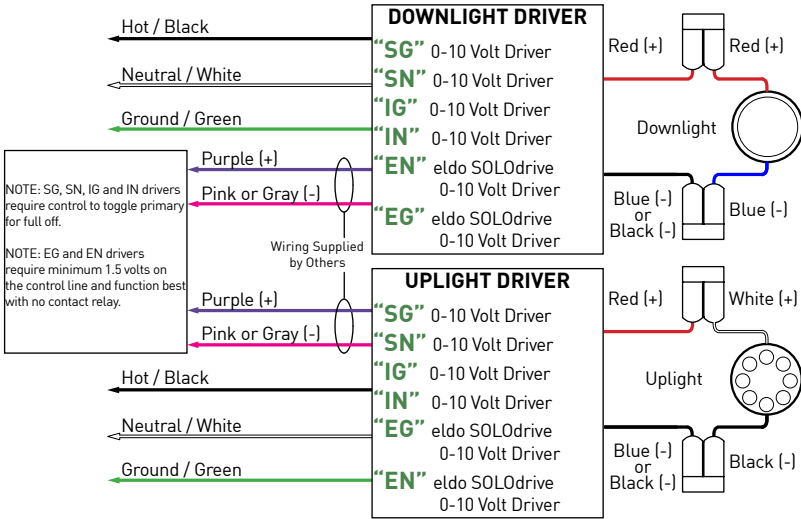 DOWNLIGHT DRIVER
Hot / Black
"SG" 0-10 Volt Driver
Red (+)
Red (+)
Neutral / White
"SN" 0-10 Volt Driver
"IG" 0-10 Volt Driver
Ground / Green
"IN" 0-10 Volt Driver
Downlight
Purple (+)
"EN" eldo SOLOdrive
0-10 Volt Driver
Pink or Gray (-)
"EG" eldo SOLOdrive
0-10 Volt Driver
Blue (-)
or
Black (-)
Blue (-)
NOTE: SG, SN, IG and IN drivers
require control to toggle primary
for full off.
NOTE: EG and EN drivers
require minimum 1.5 volts on
the control line and function best
with no contact relay.
Wiring Supplied
by Others
UPLIGHT DRIVER
Purple (+)
"SG" 0-10 Volt Driver
Red (+)
White (+)
Pink or Gray (-)
"SN" 0-10 Volt Driver
"IG" 0-10 Volt Driver
Hot / Black
"IN" 0-10 Volt Driver
Uplight
Neutral / White
"EG" eldo SOLOdrive
0-10 Volt Driver
Ground / Green
"EN" eldo SOLOdrive
0-10 Volt Driver
Blue (-)
or
Black (-)
Black (-)